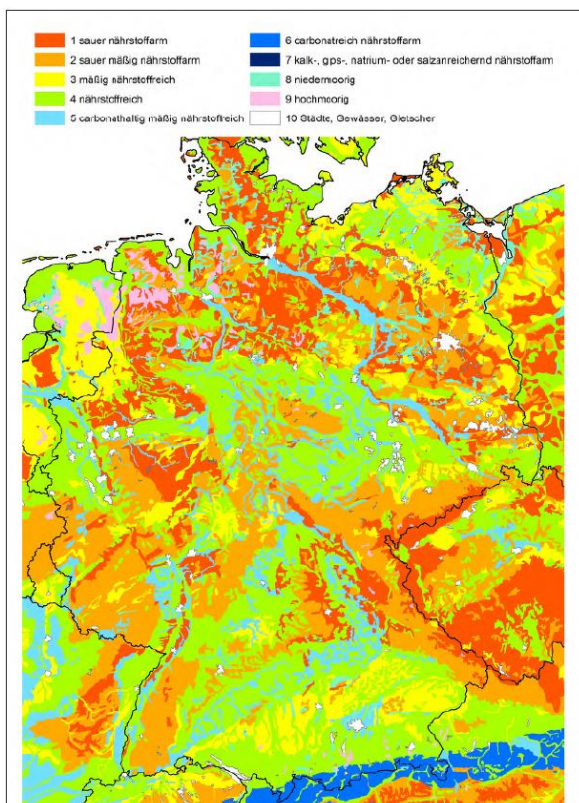 1 sauer nährstoffarm
2 sauer mäßig nährstoffarm
3 mäßig nährstoffreich
4 nährstoffreich
5 carbonathaltig mäßig nährstoffreich
6 carbonatreich nährstoffarm
7 kalk-, gps-, natrium- oder salzanreichernd nährstoffarm
8 niedermoorig
9 hochmoorig
10 Städte, Gewässer, Gletscher